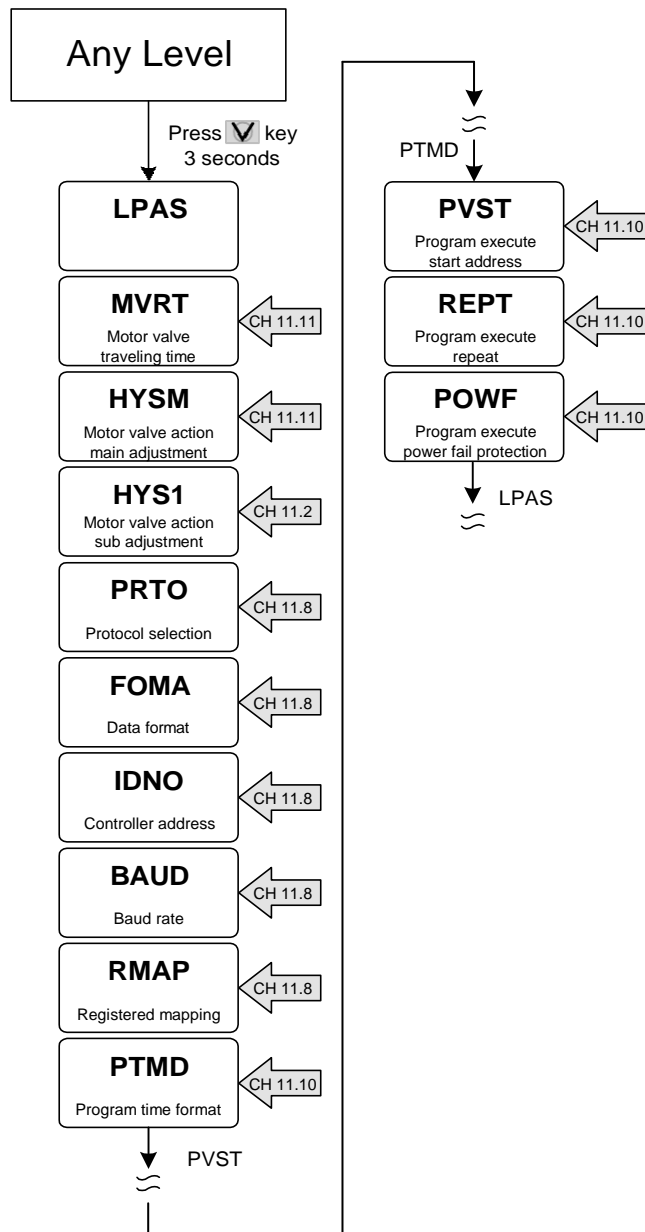 Any Level
Press V key
3 seconds
LPAS
MVRT
Motor valve
traveling time
CH 11.11
HYSM
Motor valve action
main adjustment
CH 11.11
HYS1
Motor valve action
sub adjustment
CH 11.2
PRTO
Protocol selection
CH 11.8
FOMA
Data format
CH 11.8
IDNO
Controller address
CH 11.8
BAUD
Baud rate
CH 11.8
RMAP
Registered mapping
CH 11.8
PTMD
Program time format
CH 11.10
PVST
PTMD
PVST
Program execute
start address
CH 11.10
REPT
Program execute
repeat
CH 11.10
POWF
Program execute
power fail protection
CH 11.10
LPAS